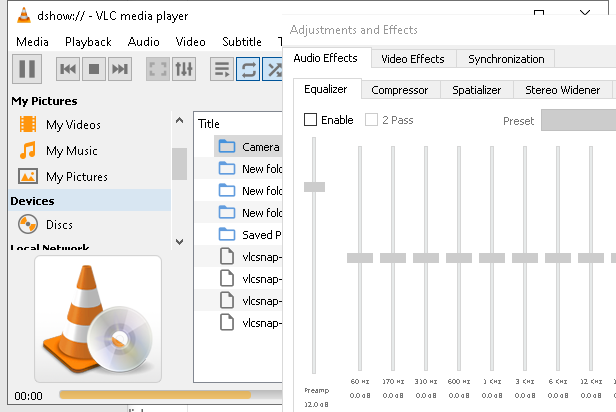 dshow:// - VLC media player
Media Playback Audio Video Subtitle
My Pictures
My Videos
My Music
My Pictures
Devices
Discs
Local Network
00:00
Title
Camera
New fold
New fold
New fold
Saved P
vlcsnap-
vlcsnap-
vlcsnap-
vlcsnap-
Adjustments and Effects
Audio Effects Video Effects Synchronization
Equalizer Compressor Spatializer Stereo Widener
Enable 2 Pass Preset
60 Hz 170 Hz 310 Hz 600 Hz 1 KHz 3 KHz 6 KHz 12 KHz
Preamp 0.0 dB 0.0 dB 0.0 dB 0.0 dB 0.0 dB 0.0 dB 0.0 dB 0.0 dB
12.0 dB